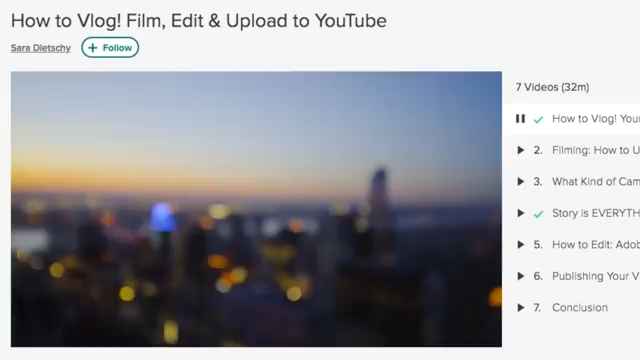 How to Vlog! Film, Edit & Upload to YouTube
Sara Dietschy
+ Follow
7 Videos (32m)
How to Vlog! Your
2. Filming: How to U
3. What Kind of Cam
Story is EVERYTH
5. How to Edit: Adob
6. Publishing Your V
7. Conclusion